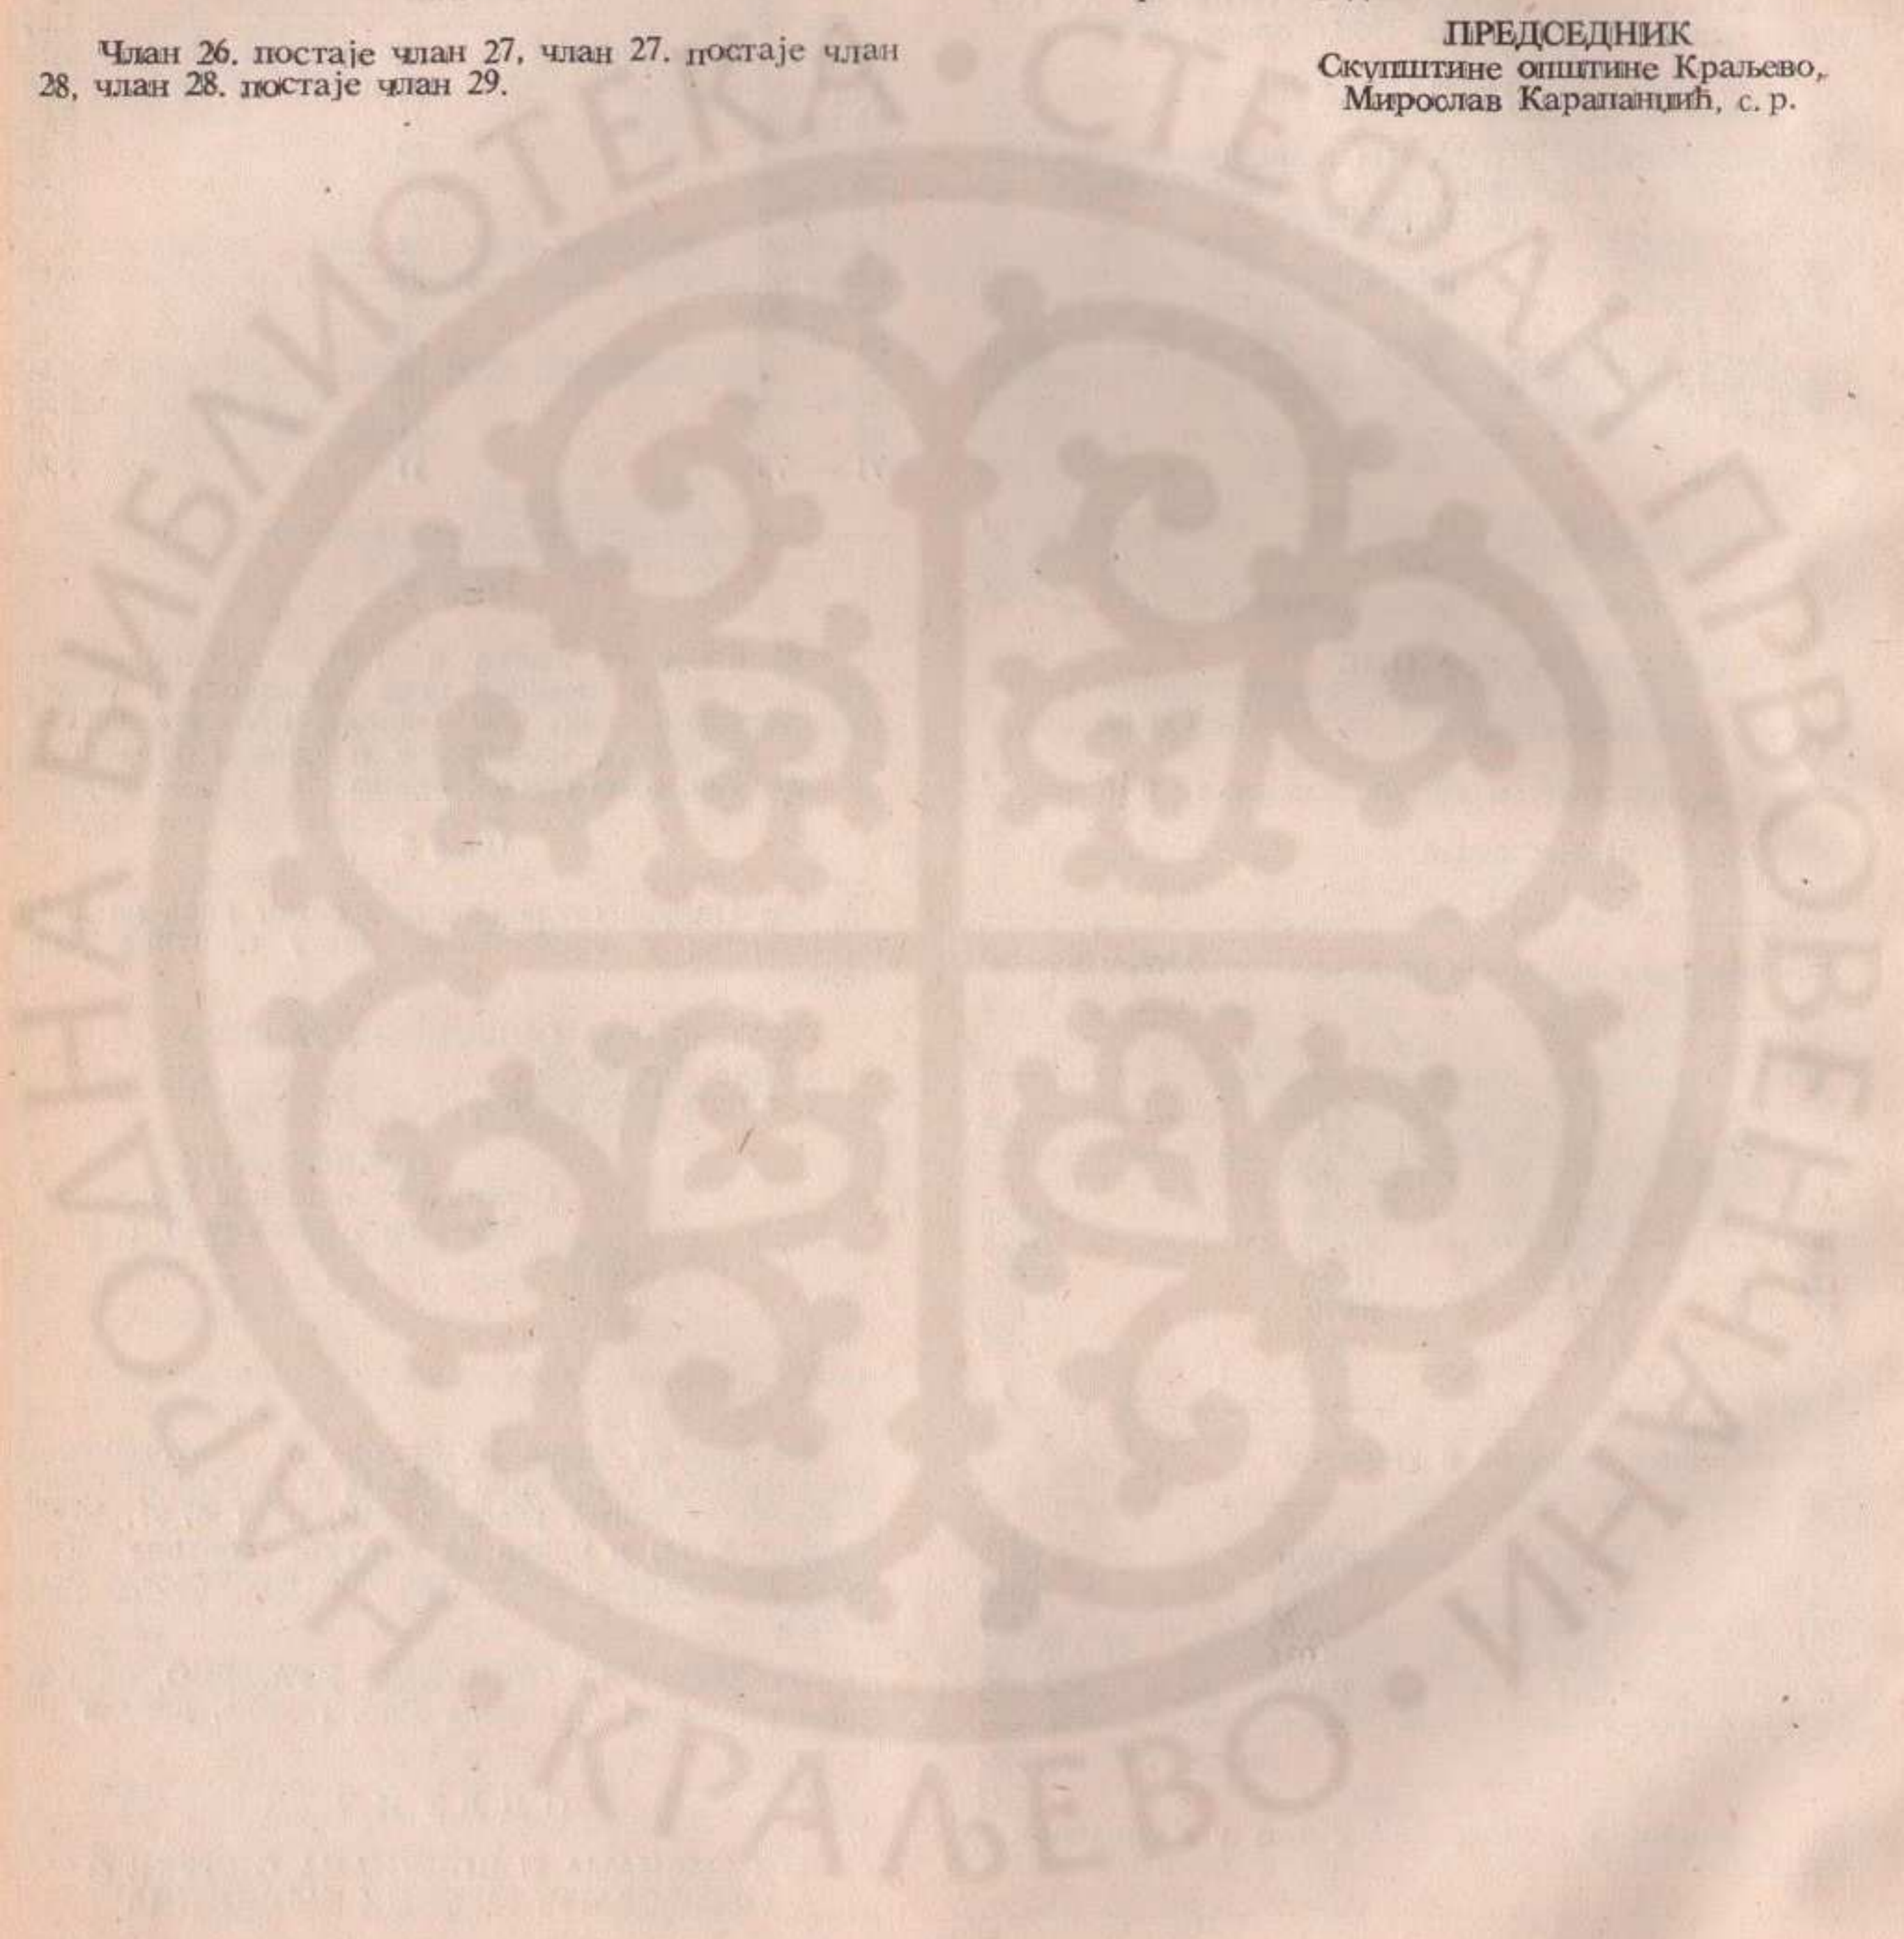 Члан 26. постаје члан 27, члан 27. постаје члан
28, члан 28. постаје члан 29.
ПРЕДСЕДНИК
Скупштине општине Краљево,
Мирослав Карапанџић, с. р.
НАРОДНА БИБЛИОТЕКА • СТЕФАН ПРВОВЕНЧАНИ • КРАЉЕВО •